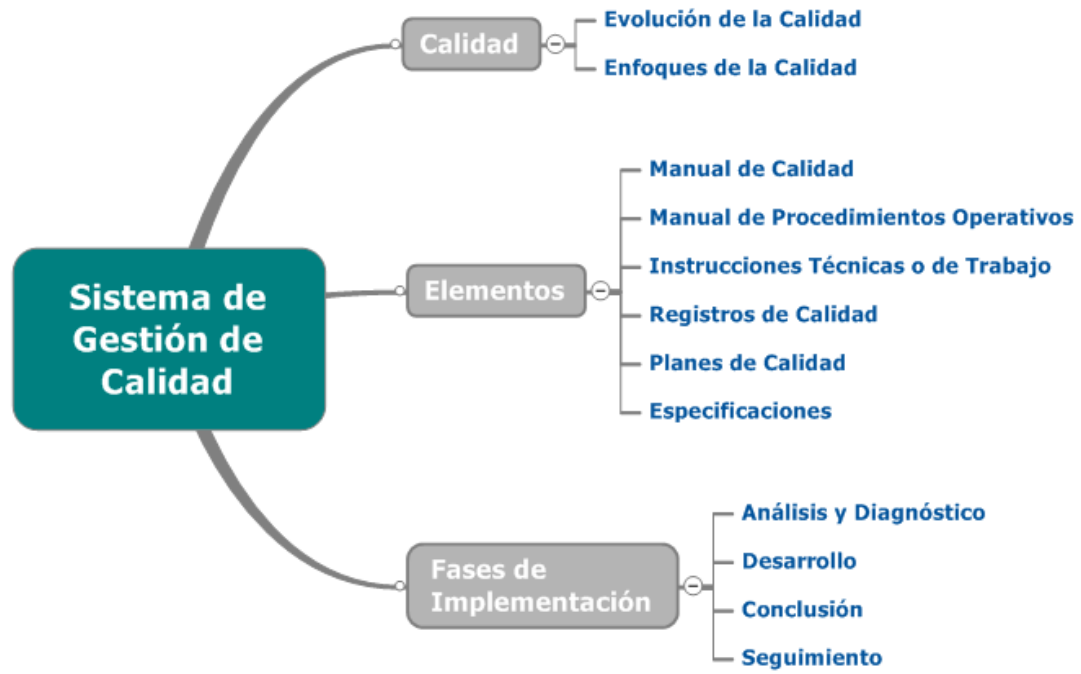 Sistema de
Gestión de
Calidad
Calidad
Evolución de la Calidad
Enfoques de la Calidad
Elementos
Manual de Calidad
Manual de Procedimientos Operativos
Instrucciones Técnicas o de Trabajo
Registros de Calidad
Planes de Calidad
Especificaciones
Fases de
Implementación
Análisis y Diagnóstico
Desarrollo
Conclusión
Seguimiento